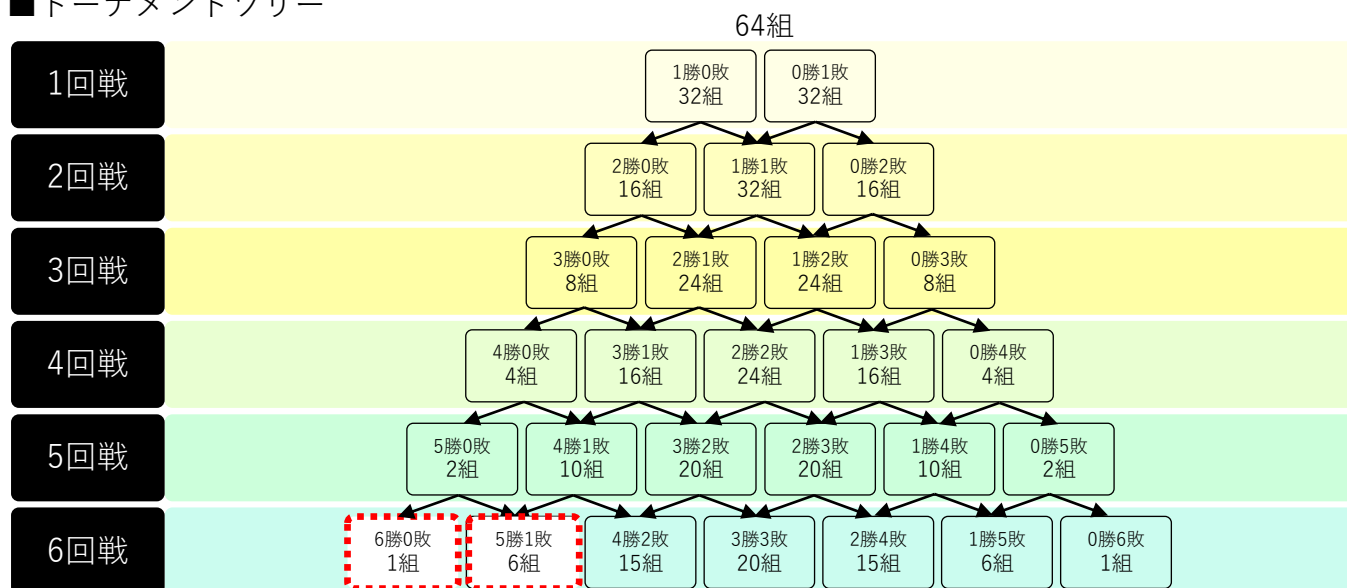 ■トーナメントツリー
64組
1回戦
1勝0敗
32組
0勝1敗
32組
2回戦
2勝0敗
16組
1勝1敗
32組
0勝2敗
16組
3回戦
3勝0敗
8組
2勝1敗
24組
1勝2敗
24組
0勝3敗
8組
4回戦
4勝0敗
4組
3勝1敗
16組
2勝2敗
24組
1勝3敗
16組
0勝4敗
4組
5回戦
5勝0敗
2組
4勝1敗
10組
3勝2敗
20組
2勝3敗
20組
1勝4敗
10組
0勝5敗
2組
6回戦
6勝0敗
1組
5勝1敗
6組
4勝2敗
15組
3勝3敗
20組
2勝4敗
15組
1勝5敗
6組
0勝6敗
1組